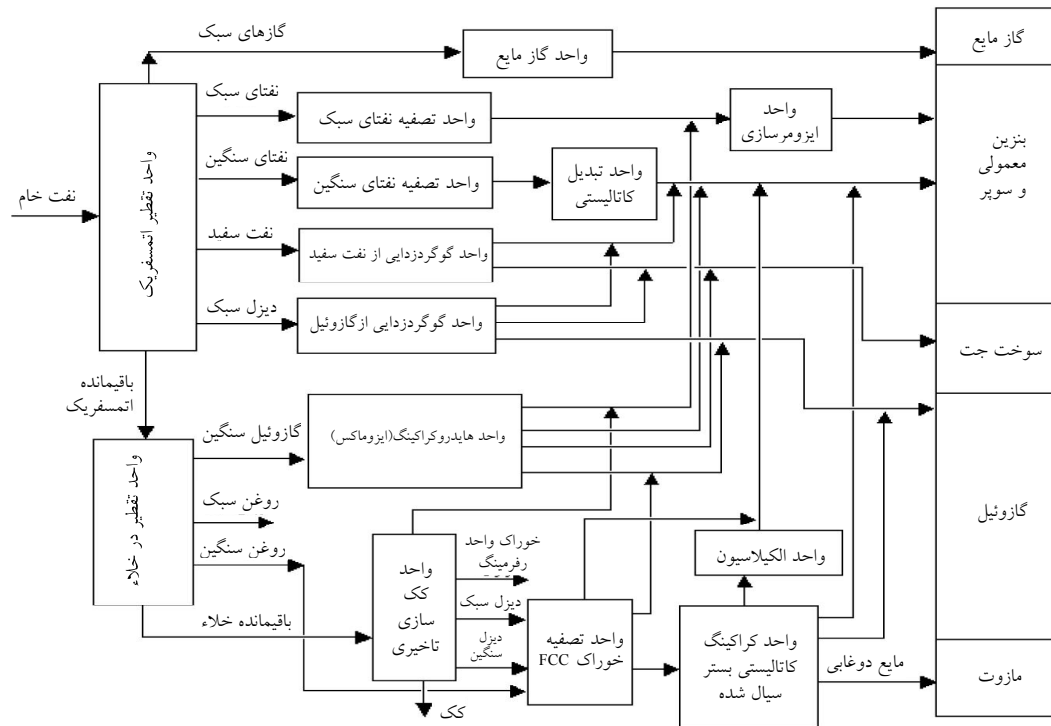 گازهای سبک
واحد گاز مایع
گاز مایع
نفتای سبک
واحد تصفیه نفتای سبک
واحد
ایزومرسازی
بنزین
معمولی
و سوپر
نفتای سنگین
واحد تصفیه نفتای سنگین
واحد تبدیل
کاتالیستی
نفت خام
واحد تقطیر اتمسفریک
نفت سفید
واحد گوگردزدایی از نفت سفید
دیزل سبک
واحد گوگردزدایی ازگازوئیل
سوخت جت
باقیمانده
اتمسفریک
گازوئیل سنگین
واحد هایدروکراکینگ(ایزوماکس)
واحد تقطیر در خلاء
روغن سبک
روغن سنگین
گازوئیل
باقیمانده خلاء
واحد
کک
سازی
تاخیری
خوراک واحد
رفرمینگ
دیزل سبک
دیزل
سنگین
کک
واحد تصفیه
خوراک FCC
واحد الکیلاسیون
واحد کراکینگ
کاتالیستی بستر
سیال شده
مایع دوغابی
مازوت